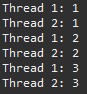 Thread 1: 1
Thread 2: 1
Thread 1: 2
Thread 2: 2
Thread 1: 3
Thread 2: 3